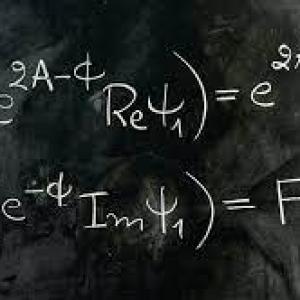 e^{2A-ϕ} Re ψ₁) = e^{2
e^{-ϕ} Im ψ₁) = F